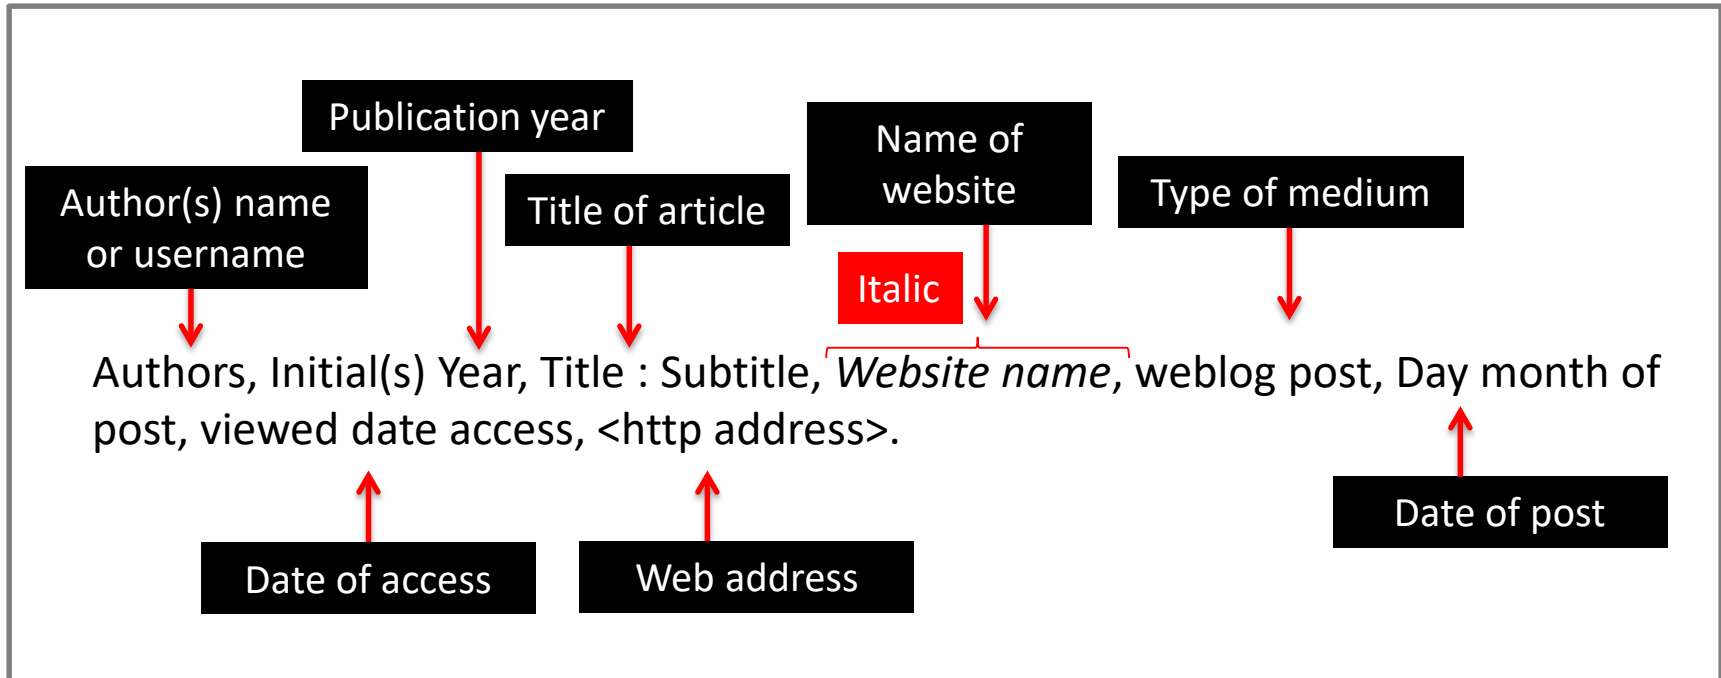 Publication year
Name of
website
Author(s) name
or username
Title of article
Type of medium
Italic
Authors, Initial(s) Year, Title : Subtitle, Website name, weblog post, Day month of
post, viewed date access, <http address>.
Date of access
Web address
Date of post